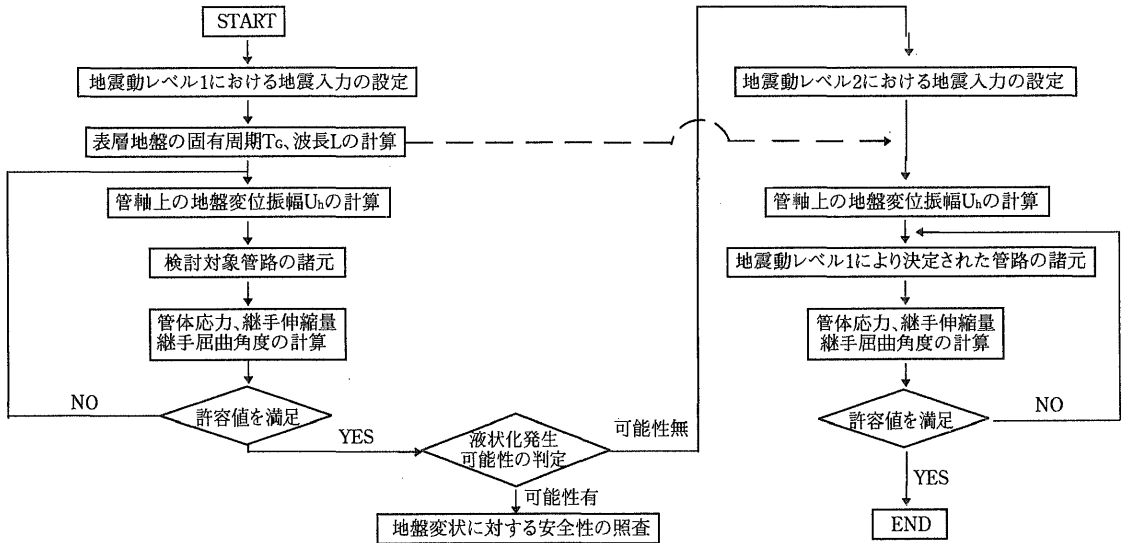 START
地震動レベル1における地震入力の設定
表層地盤の固有周期TG、波長Lの計算
管軸上の地盤変位振幅Uhの計算
検討対象管路の諸元
管体応力、継手伸縮量
継手屈曲角度の計算
許容値を満足
NO
YES
液状化発生
可能性の判定
可能性無
可能性有
地盤変状に対する安全性の照査
地震動レベル2における地震入力の設定
管軸上の地盤変位振幅Uhの計算
地震動レベル1により決定された管路の諸元
管体応力、継手伸縮量
継手屈曲角度の計算
許容値を満足
NO
YES
END